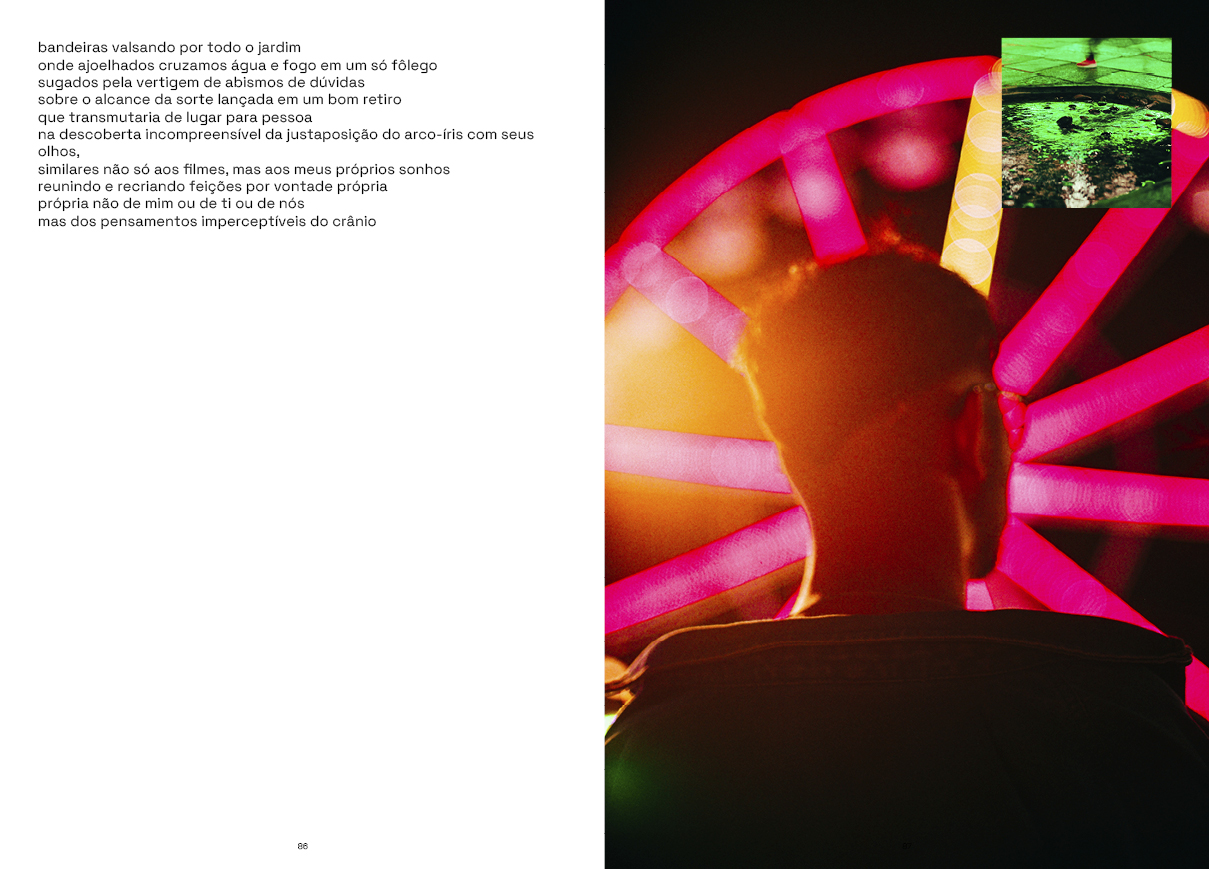 bandeiras valsando por todo o jardim
onde ajoelhados cruzamos água e fogo em um só fôlego
sugados pela vertigem de abismos de dúvidas
sobre o alcance da sorte lançada em um bom retiro
que transmutaria de lugar para pessoa
na descoberta incompreensível da justaposição do arco-íris com seus
olhos,
similares não só aos filmes, mas aos meus próprios sonhos
reunindo e recriando feições por vontade própria
própria não de mim ou de ti ou de nós
mas dos pensamentos imperceptíveis do crânio
86